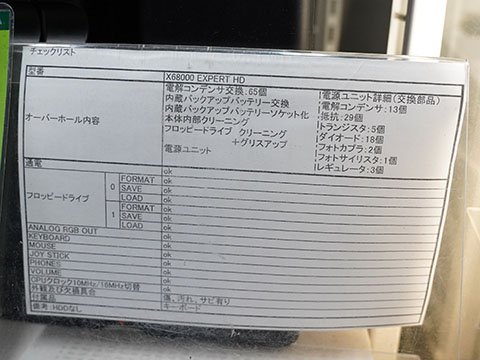 チェックリスト
型番 X68000 EXPERT HD
オーバーホール内容
電解コンデンサ交換:65個
内蔵バックアップバッテリー交換
内蔵バックアップバッテリーソケット化
本体内部クリーニング
フロッピードライブ クリーニング
+グリスアップ
電源ユニット
電源ユニット詳細(交換部品)
電解コンデンサ:13個
抵抗:29個
トランジスタ:5個
ダイオード:18個
フォトカプラ:2個
フォトサイリスタ:1個
レギュレータ:3個
通電 ok
フロッピードライブ
0 FORMAT ok
SAVE ok
LOAD ok
1 FORMAT ok
SAVE ok
LOAD ok
ANALOG RGB OUT ok
KEYBOARD ok
MOUSE ok
JOY STICK ok
PHONES ok
VOLUME ok
CPUクロック10MHz/16MHz切替 ok
外観及び欠損具合 傷、汚れ、サビ有り
付属品 キーボード
備考:HDDなし